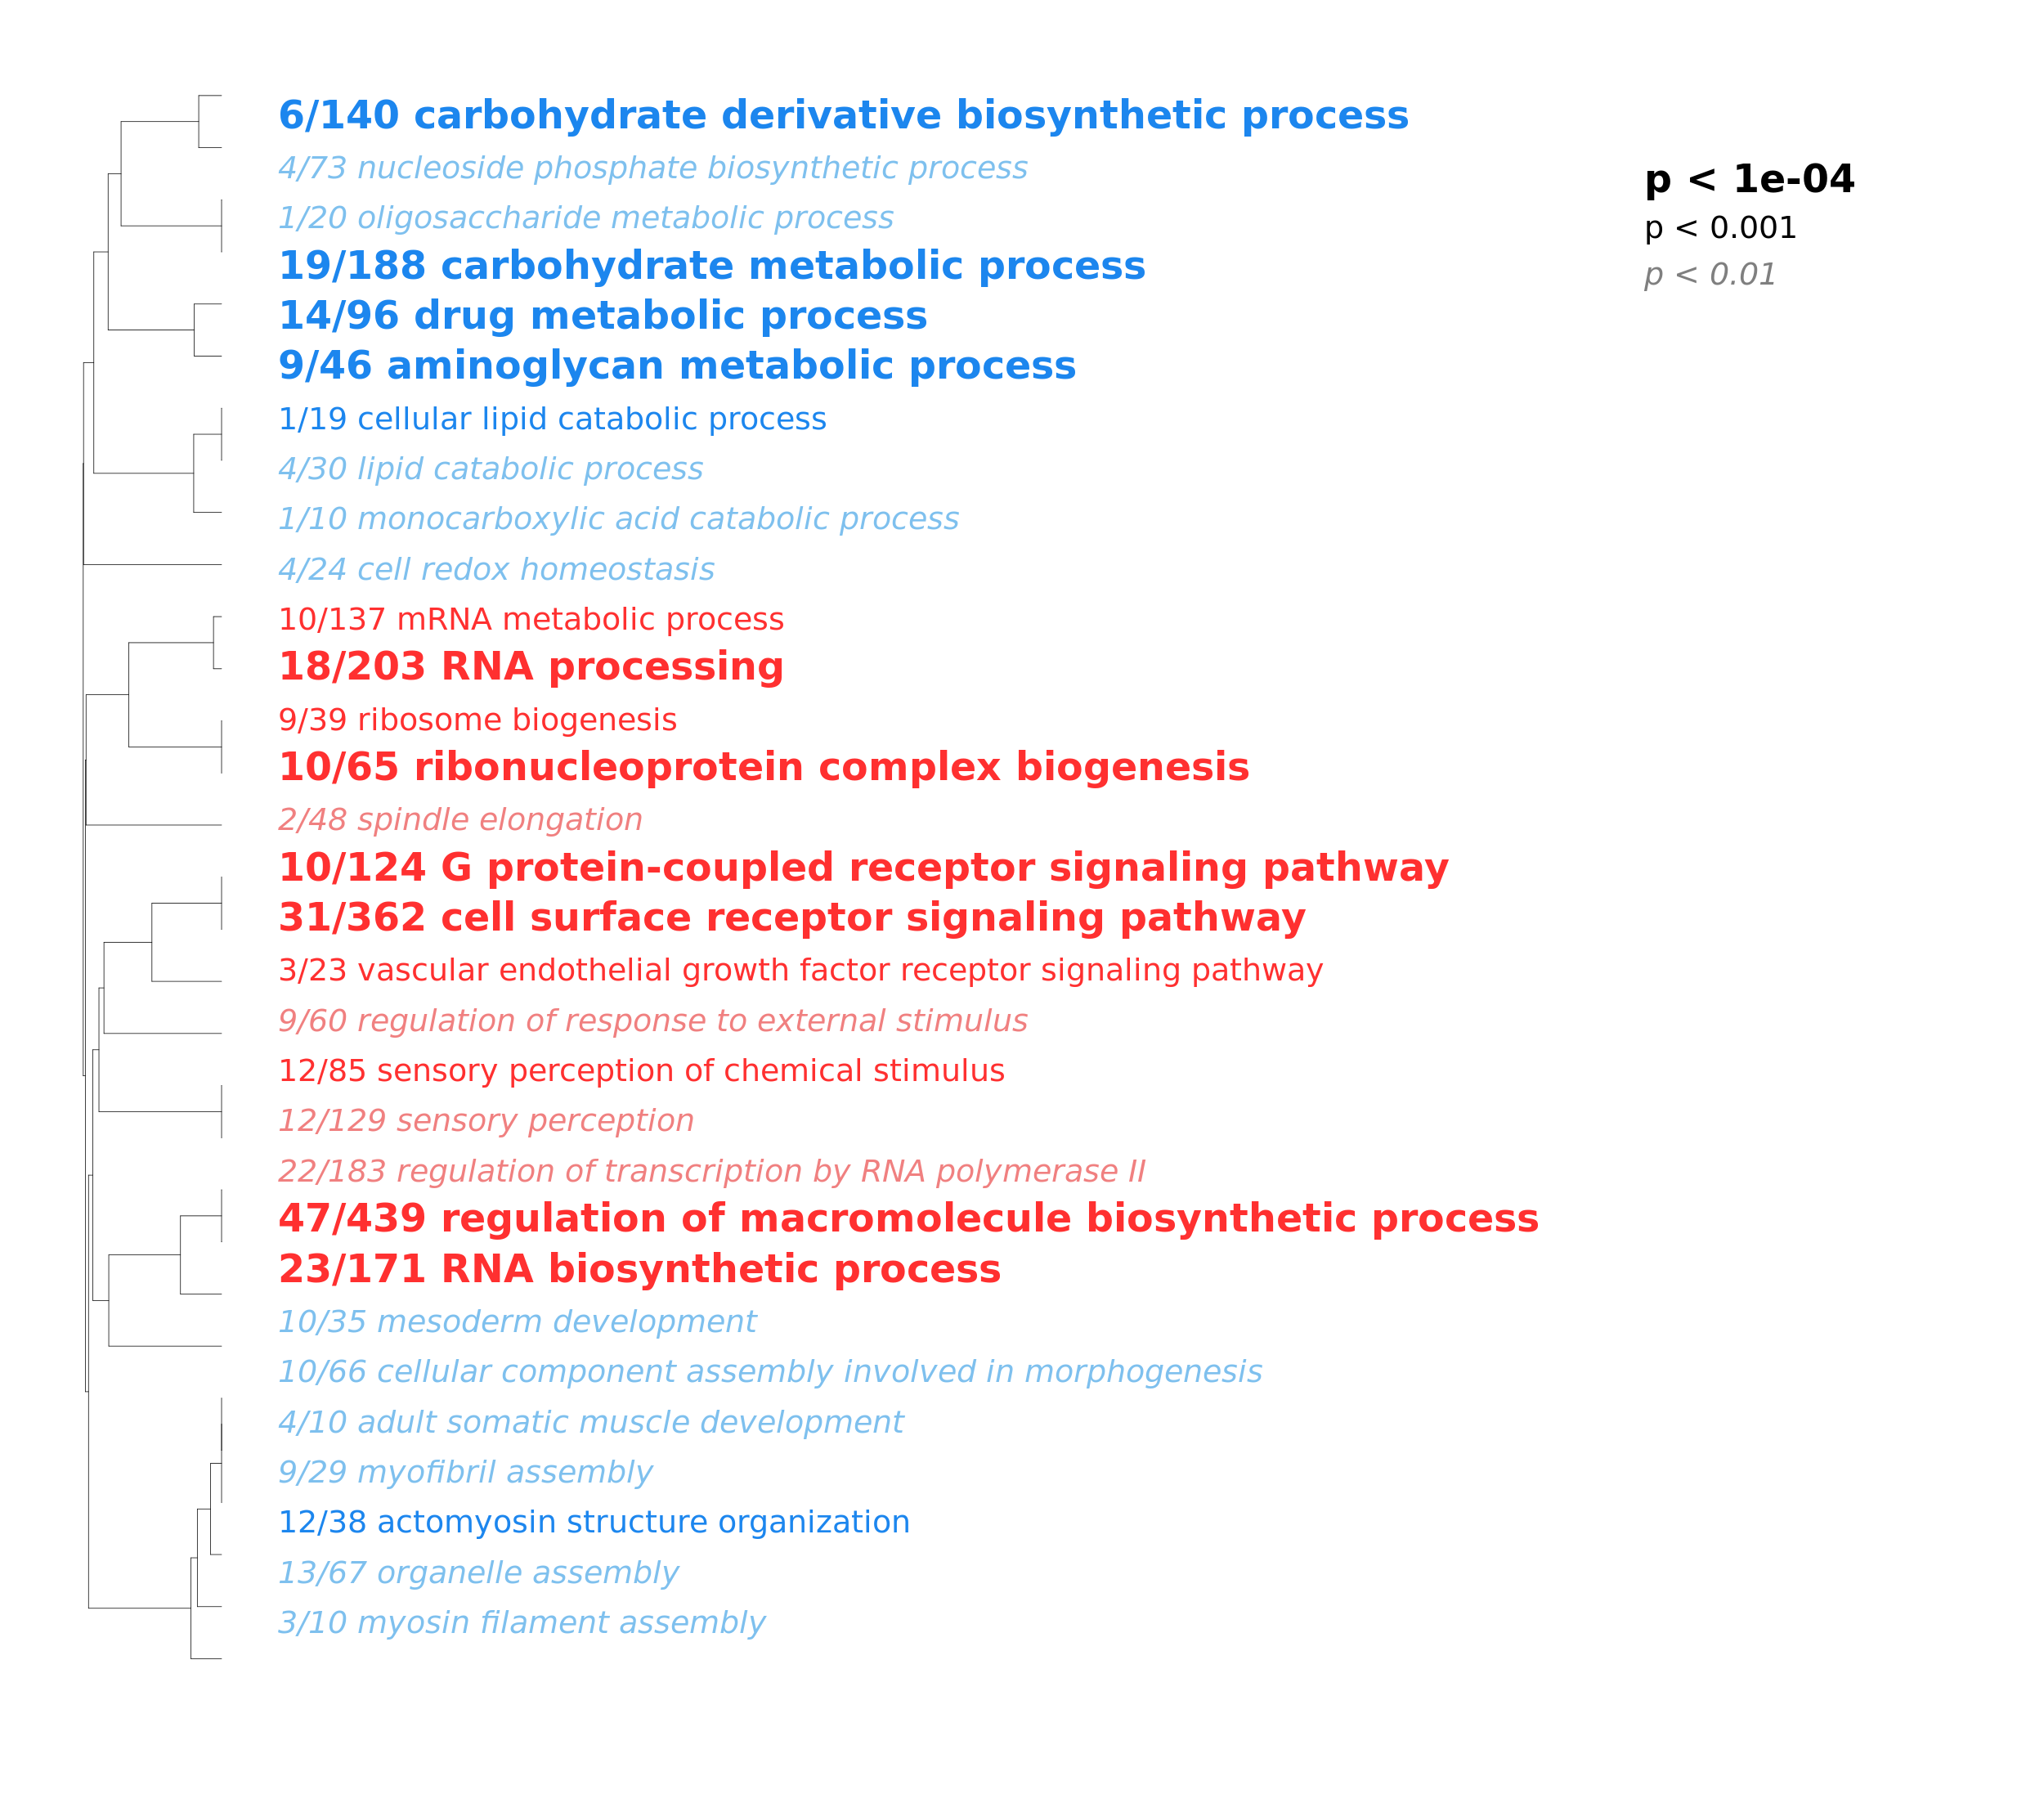 6/140 carbohydrate derivative biosynthetic process
4/73 nucleoside phosphate biosynthetic process
1/20 oligosaccharide metabolic process
19/188 carbohydrate metabolic process
14/96 drug metabolic process
9/46 aminoglycan metabolic process
1/19 cellular lipid catabolic process
4/30 lipid catabolic process
1/10 monocarboxylic acid catabolic process
4/24 cell redox homeostasis
10/137 mRNA metabolic process
18/203 RNA processing
9/39 ribosome biogenesis
10/65 ribonucleoprotein complex biogenesis
2/48 spindle elongation
10/124 G protein-coupled receptor signaling pathway
31/362 cell surface receptor signaling pathway
3/23 vascular endothelial growth factor receptor signaling pathway
9/60 regulation of response to external stimulus
12/85 sensory perception of chemical stimulus
12/129 sensory perception
22/183 regulation of transcription by RNA polymerase II
47/439 regulation of macromolecule biosynthetic process
23/171 RNA biosynthetic process
10/35 mesoderm development
10/66 cellular component assembly involved in morphogenesis
4/10 adult somatic muscle development
9/29 myofibril assembly
12/38 actomyosin structure organization
13/67 organelle assembly
3/10 myosin filament assembly
p < 1e-04
p < 0.001
p < 0.01